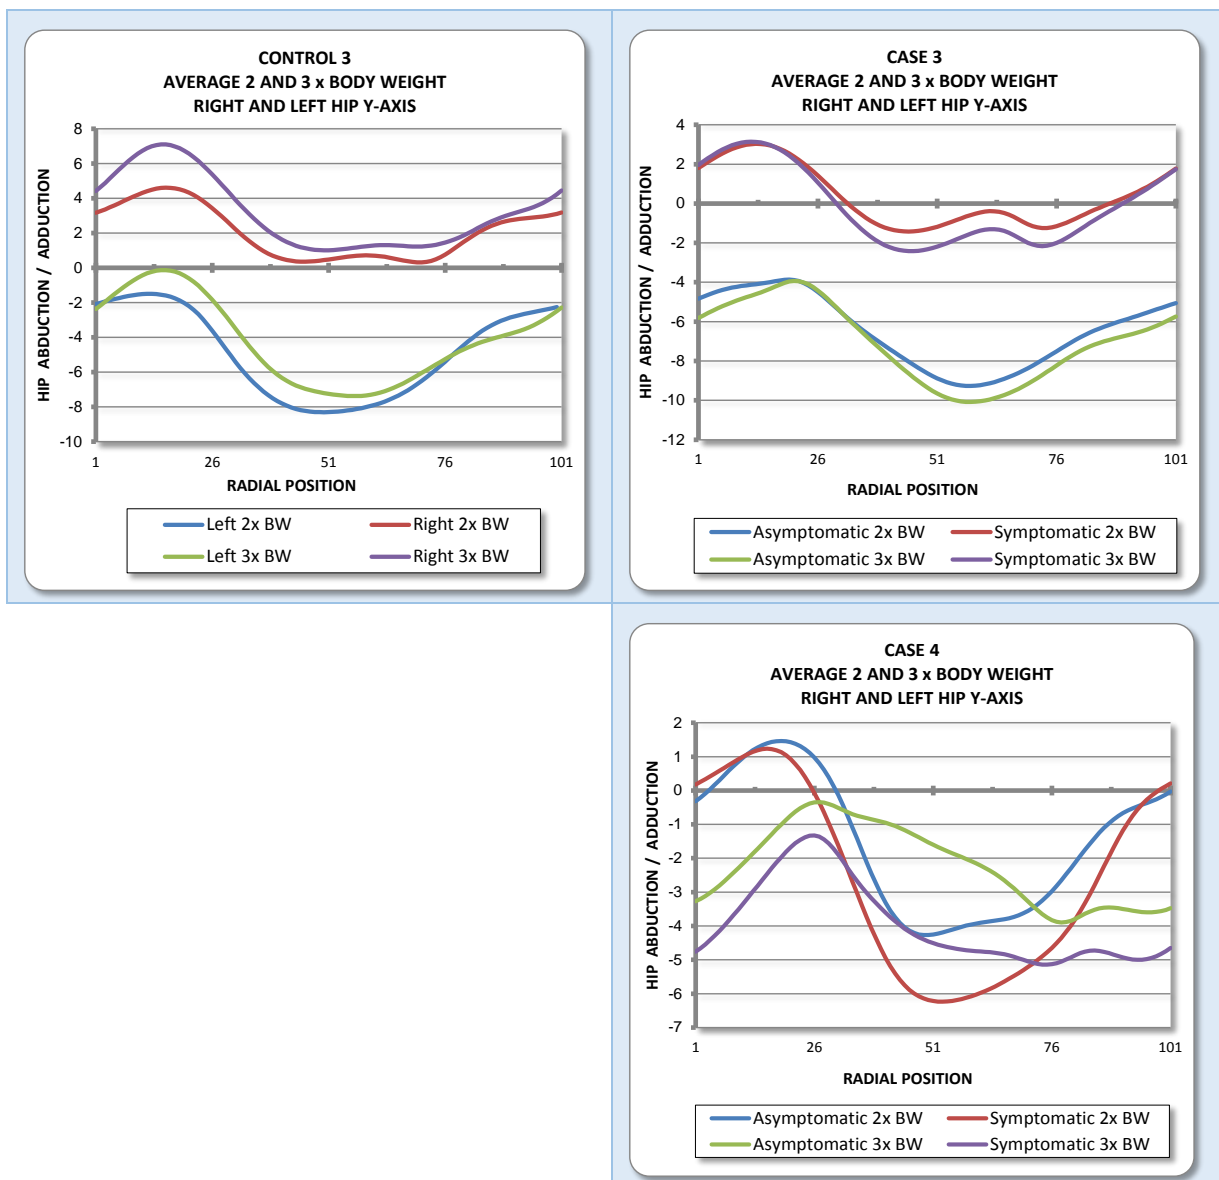 CONTROL 3
AVERAGE 2 AND 3 x BODY WEIGHT
RIGHT AND LEFT HIP Y-AXIS
HIP ABDUCTION / ADDUCTION
8
6
4
2
0
-2
-4
-6
-8
-10
1 26 51 76 101
RADIAL POSITION
Left 2x BW Right 2x BW
Left 3x BW Right 3x BW
CASE 3
AVERAGE 2 AND 3 x BODY WEIGHT
RIGHT AND LEFT HIP Y-AXIS
HIP ABDUCTION / ADDUCTION
4
2
0
-2
-4
-6
-8
-10
-12
1 26 51 76 101
RADIAL POSITION
Asymptomatic 2x BW Symptomatic 2x BW
Asymptomatic 3x BW Symptomatic 3x BW
CASE 4
AVERAGE 2 AND 3 x BODY WEIGHT
RIGHT AND LEFT HIP Y-AXIS
HIP ABDUCTION / ADDUCTION
2
1
0
-1
-2
-3
-4
-5
-6
-7
1 26 51 76 101
RADIAL POSITION
Asymptomatic 2x BW Symptomatic 2x BW
Asymptomatic 3x BW Symptomatic 3x BW